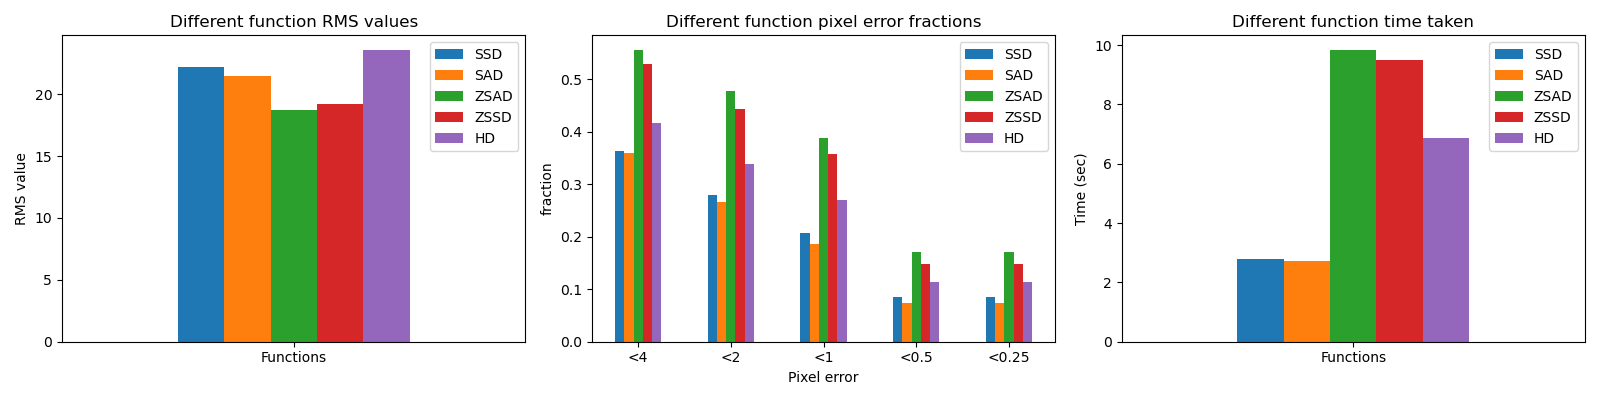 Different function RMS values
RMS value
20
15
10
5
0
Functions
SSD
SAD
ZSAD
ZSSD
HD
Different function pixel error fractions
fraction
0.5
0.4
0.3
0.2
0.1
0.0
<4
<2
<1
<0.5
<0.25
Pixel error
SSD
SAD
ZSAD
ZSSD
HD
Different function time taken
Time (sec)
10
8
6
4
2
0
Functions
SSD
SAD
ZSAD
ZSSD
HD